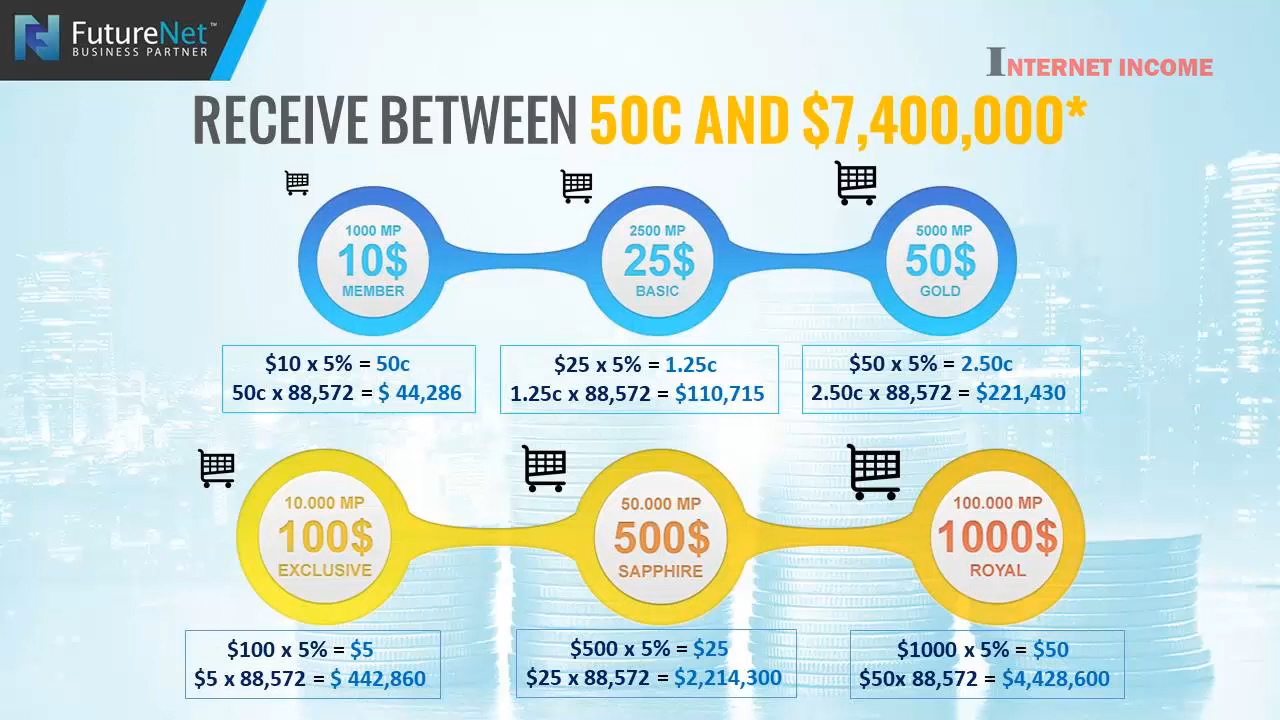 FutureNet™
BUSINESS PARTNER
INTERNET INCOME
RECEIVE BETWEEN 50C AND $7,400,000*
1000 MP
10$
MEMBER
2500 MP
25$
BASIC
5000 MP
50$
GOLD
$10 x 5% = 50c
50c x 88,572 = $ 44,286
$25 x 5% = 1.25c
1.25c x 88,572 = $110,715
$50 x 5% = 2.50c
2.50c x 88,572 = $221,430
10.000 MP
100$
EXCLUSIVE
50.000 MP
500$
SAPPHIRE
100.000 MP
1000$
ROYAL
$100 x 5% = $5
$5 x 88,572 = $ 442,860
$500 x 5% = $25
$25 x 88,572 = $2,214,300
$1000 x 5% = $50
$50x 88,572 = $4,428,600